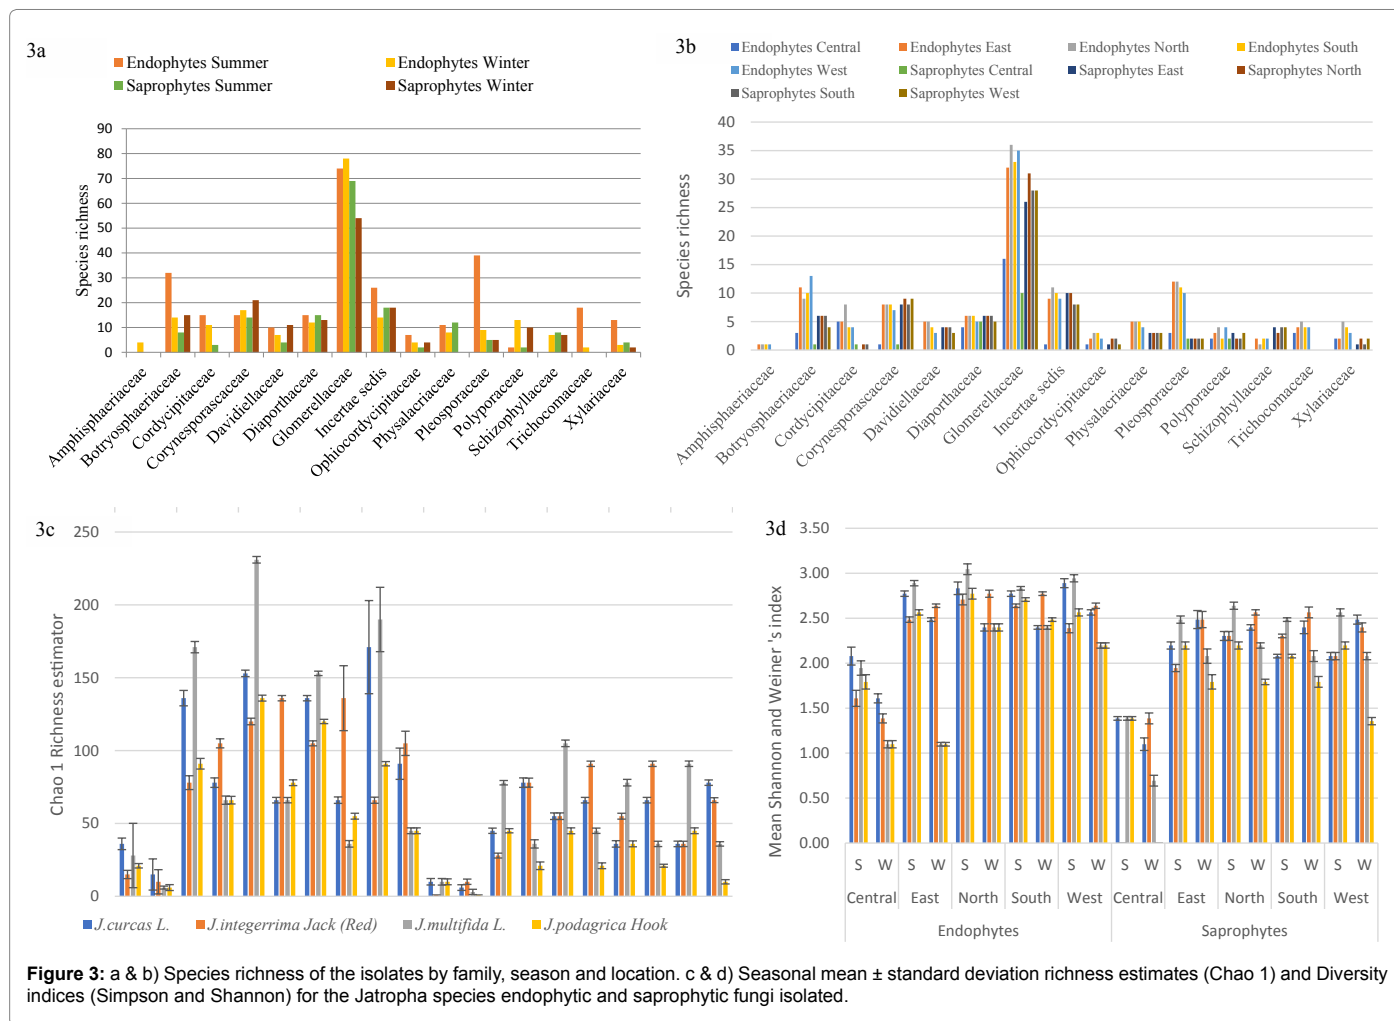 3a
Endophytes Summer
Endophytes Winter
Saprophytes Summer
Saprophytes Winter
Species richness
90
80
70
60
50
40
30
20
10
0
Amphisphaeriaceae
Botryosphaeriaceae
Cordycipitaceae
Corynesporascaceae
Davidiellaceae
Diaporthaceae
Glomerellaceae
Incertae sedis
Ophiocordycipitaceae
Physalacriaceae
Pleosporaceae
Polyporaceae
Schizophyllaceae
Trichocomaceae
Xylariaceae
3b
Endophytes Central
Endophytes East
Endophytes North
Endophytes South
Endophytes West
Saprophytes Central
Saprophytes East
Saprophytes North
Saprophytes South
Saprophytes West
Species richness
40
35
30
25
20
15
10
5
0
Amphisphaeriaceae
Botryosphaeriaceae
Cordycipitaceae
Corynesporascaceae
Davidiellaceae
Diaporthaceae
Glomerellaceae
Incertae sedis
Ophiocordycipitaceae
Physalacriaceae
Pleosporaceae
Polyporaceae
Schizophyllaceae
Trichocomaceae
Xylariaceae
3c
Chao 1 Richness estimator
250
200
150
100
50
0
J.curcas L.
J.integerrima Jack (Red)
J.multifida L.
J.podagrica Hook
3d
Mean Shannon and Weiner 's index
3.50
3.00
2.50
2.00
1.50
1.00
0.50
0.00
S W S W S W S W S W S W S W S W S W S W
Central East North South West Central East North South West
Endophytes Saprophytes
Figure 3: a & b) Species richness of the isolates by family, season and location. c & d) Seasonal mean ± standard deviation richness estimates (Chao 1) and Diversity
indices (Simpson and Shannon) for the Jatropha species endophytic and saprophytic fungi isolated.